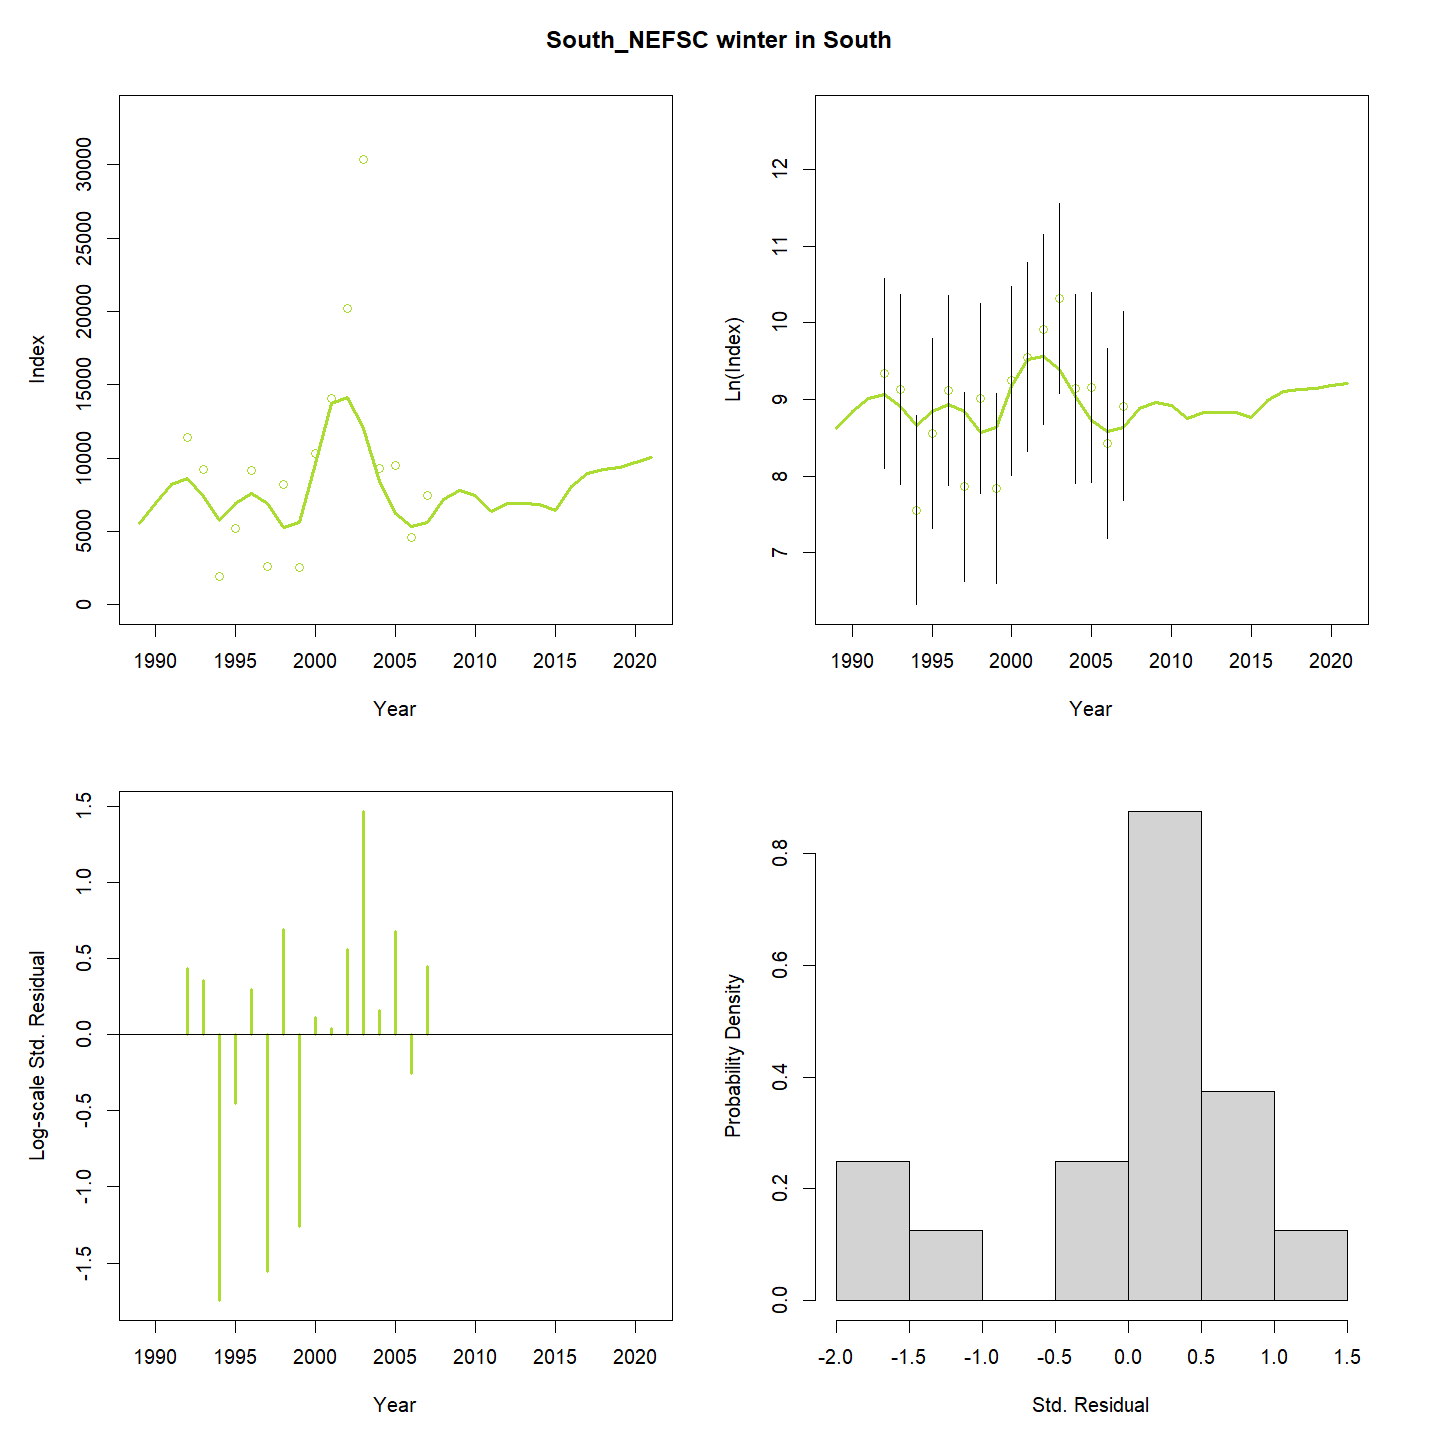 South_NEFSC winter in South
Index
0 5000 10000 15000 20000 25000 30000
1990 1995 2000 2005 2010 2015 2020
Year
Ln(Index)
7 8 9 10 11 12
1990 1995 2000 2005 2010 2015 2020
Year
Log-scale Std. Residual
-1.5 -1.0 -0.5 0.0 0.5 1.0 1.5
1990 1995 2000 2005 2010 2015 2020
Year
Probability Density
0.0 0.2 0.4 0.6 0.8
-2.0 -1.5 -1.0 -0.5 0.0 0.5 1.0 1.5
Std. Residual